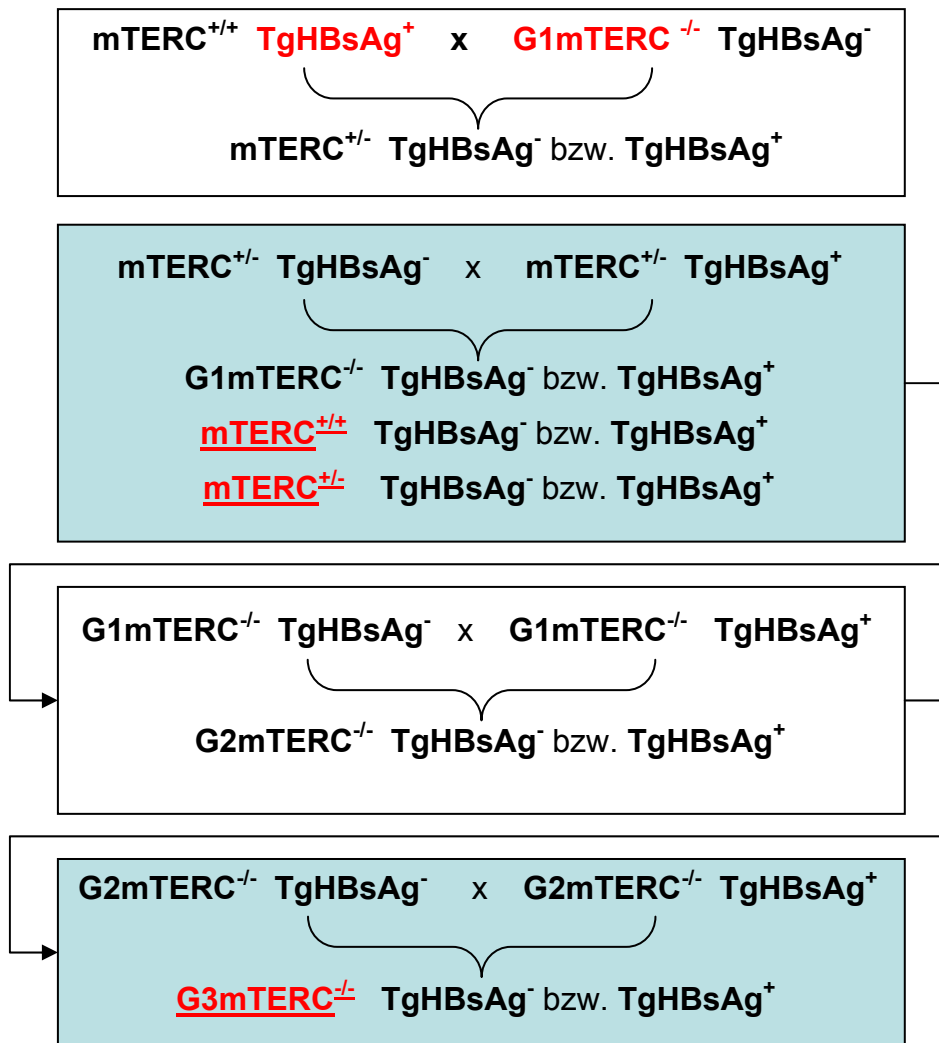 mTERC+/+ TgHBsAg+ x G1mTERC -/- TgHBsAg-
mTERC+/- TgHBsAg- bzw. TgHBsAg+
mTERC+/- TgHBsAg- x mTERC+/- TgHBsAg+
G1mTERC-/- TgHBsAg- bzw. TgHBsAg+
mTERC+/+ TgHBsAg- bzw. TgHBsAg+
mTERC+/- TgHBsAg- bzw. TgHBsAg+
G1mTERC-/- TgHBsAg- x G1mTERC-/- TgHBsAg+
G2mTERC-/- TgHBsAg- bzw. TgHBsAg+
G2mTERC-/- TgHBsAg- x G2mTERC-/- TgHBsAg+
G3mTERC-/- TgHBsAg- bzw. TgHBsAg+